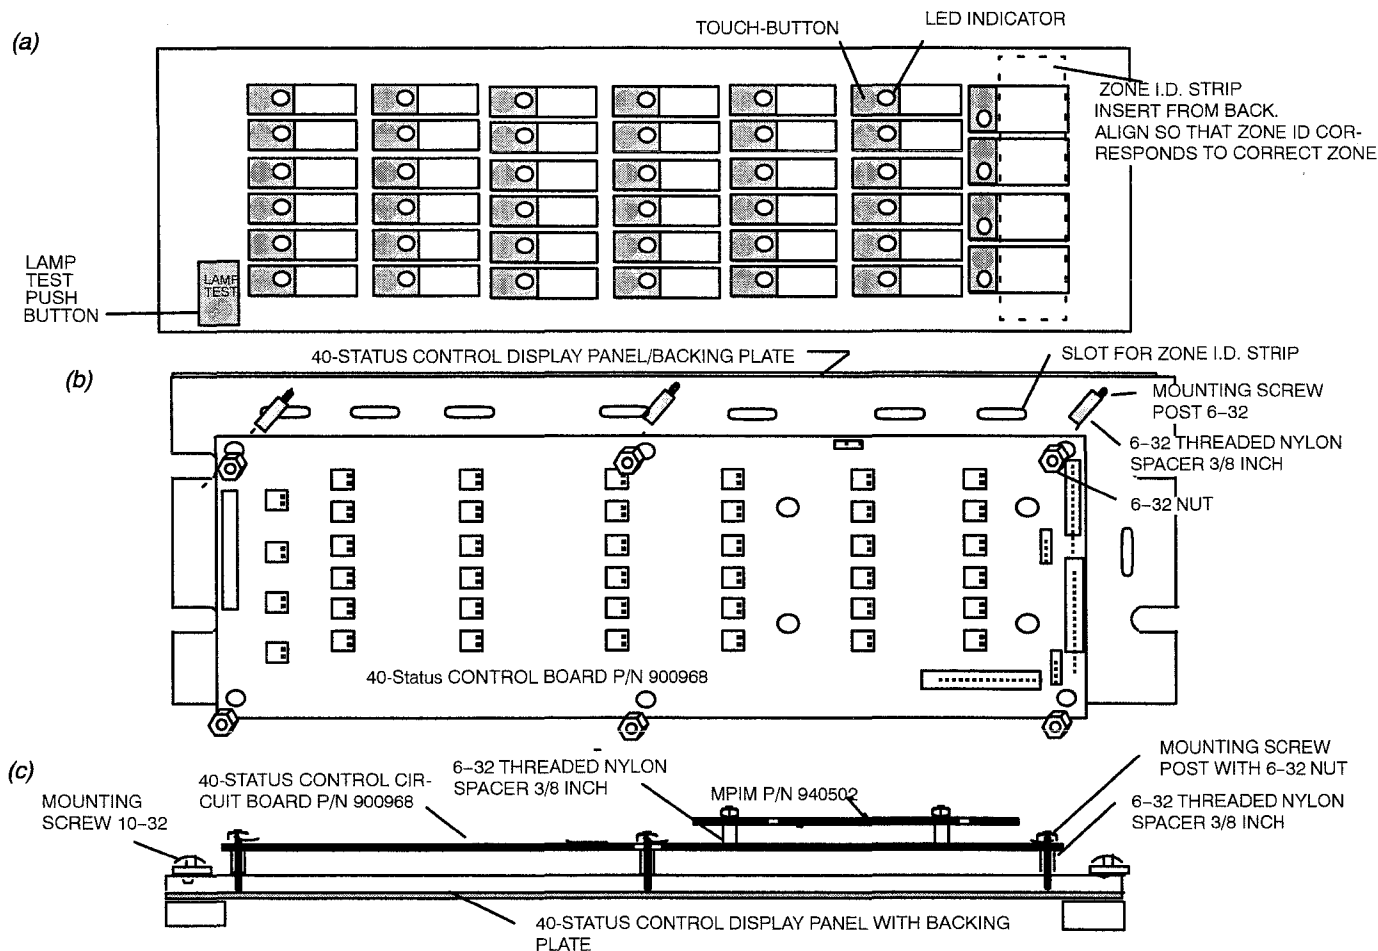 (a)
TOUCH-BUTTON
LED INDICATOR
ZONE I.D. STRIP
INSERT FROM BACK.
ALIGN SO THAT ZONE ID COR-
RESPONDS TO CORRECT ZONE
LAMP
TEST
PUSH
BUTTON
LAMP
TEST
(b)
40-STATUS CONTROL DISPLAY PANEL/BACKING PLATE
SLOT FOR ZONE I.D. STRIP
MOUNTING SCREW
POST 6–32
6–32 THREADED NYLON
SPACER 3/8 INCH
6–32 NUT
40-Status CONTROL BOARD P/N 900968
(c)
MOUNTING
SCREW 10–32
40-STATUS CONTROL CIR-
CUIT BOARD P/N 900968
6–32 THREADED NYLON
SPACER 3/8 INCH
MPIM P/N 940502
MOUNTING SCREW
POST WITH 6-32 NUT
6–32 THREADED NYLON
SPACER 3/8 INCH
40-STATUS CONTROL DISPLAY PANEL WITH BACKING
PLATE